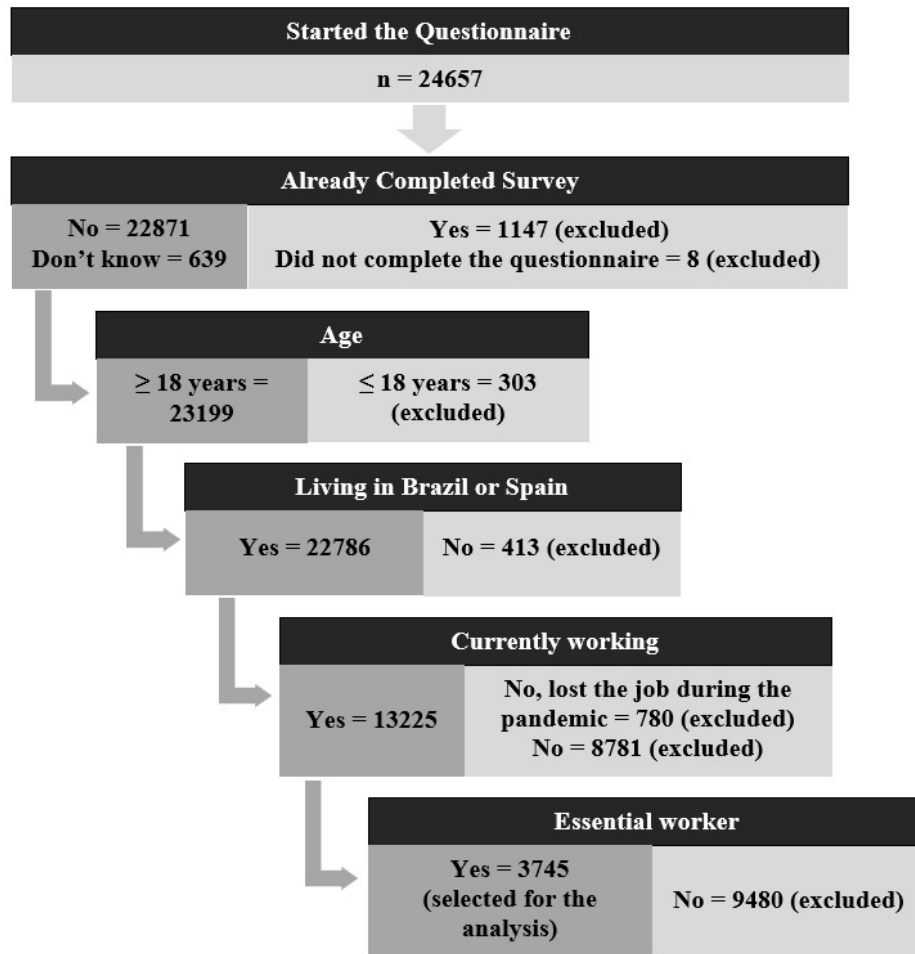 Started the Questionnaire
n = 24657
Already Completed Survey
No = 22871
Don't know = 639
Yes = 1147 (excluded)
Did not complete the questionnaire = 8 (excluded)
Age
≥ 18 years =
23199
≤ 18 years = 303
(excluded)
Living in Brazil or Spain
Yes = 22786
No = 413 (excluded)
Currently working
Yes = 13225
No, lost the job during the
pandemic = 780 (excluded)
No = 8781 (excluded)
Essential worker
Yes = 3745
(selected for the
analysis)
No = 9480 (excluded)